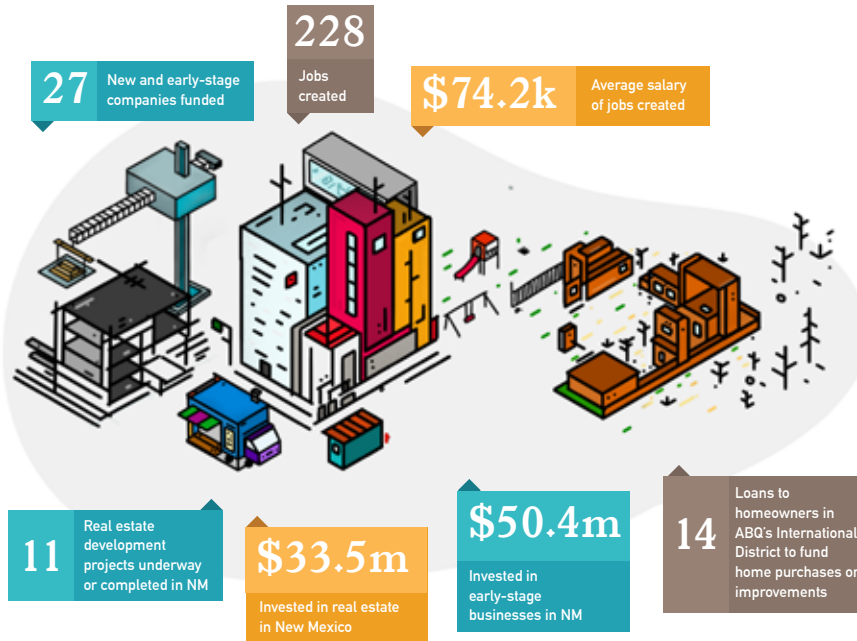 228
Jobs
created
27
New and early-stage
companies funded
$74.2k
Average salary
of jobs created
11
Real estate
development
projects underway
or completed in NM
$33.5m
Invested in real estate
in New Mexico
$50.4m
Invested in
early-stage
businesses in NM
14
Loans to
homeowners in
ABQ's International
District to fund
home purchases or
improvements